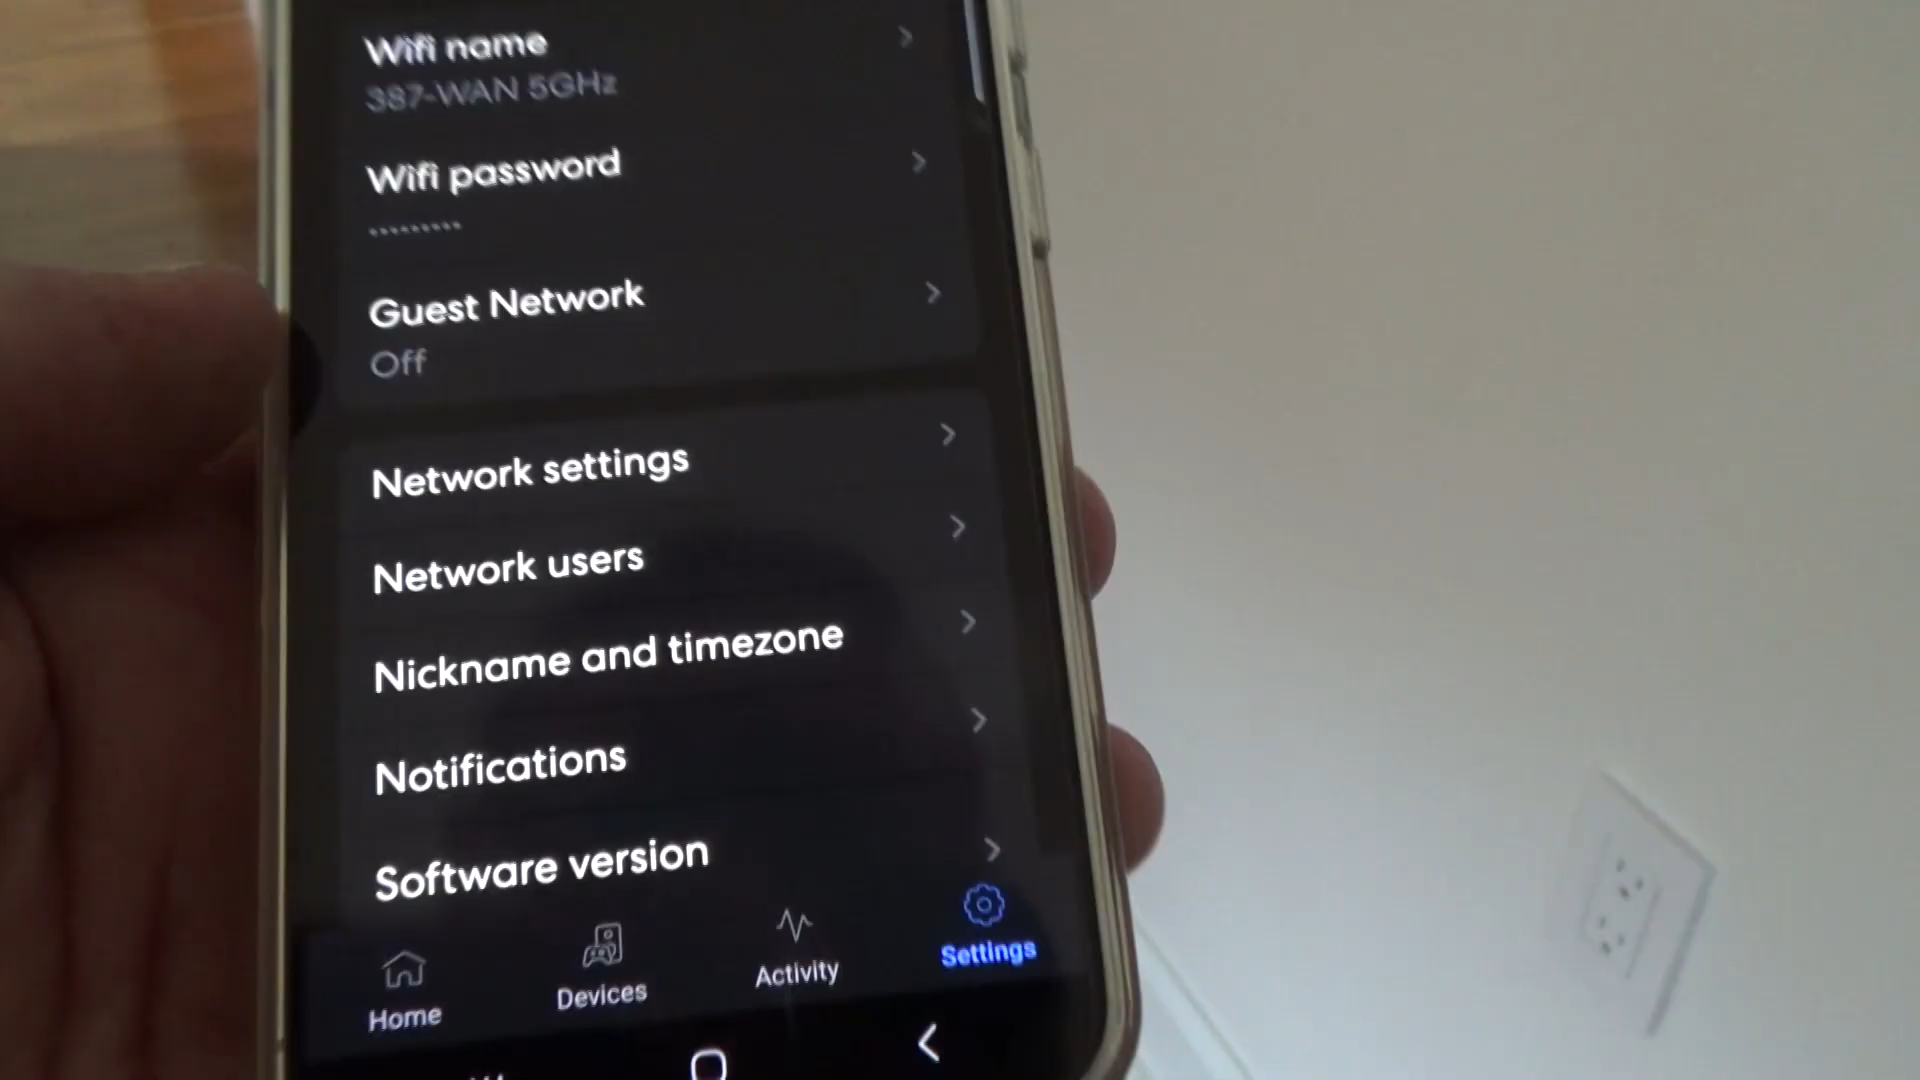 Wifi name
387-WAN 5GHz
Wifi password
•••••••••
Guest Network
Off
Network settings
Network users
Nickname and timezone
Notifications
Software version
Home
Devices
Activity
Settings